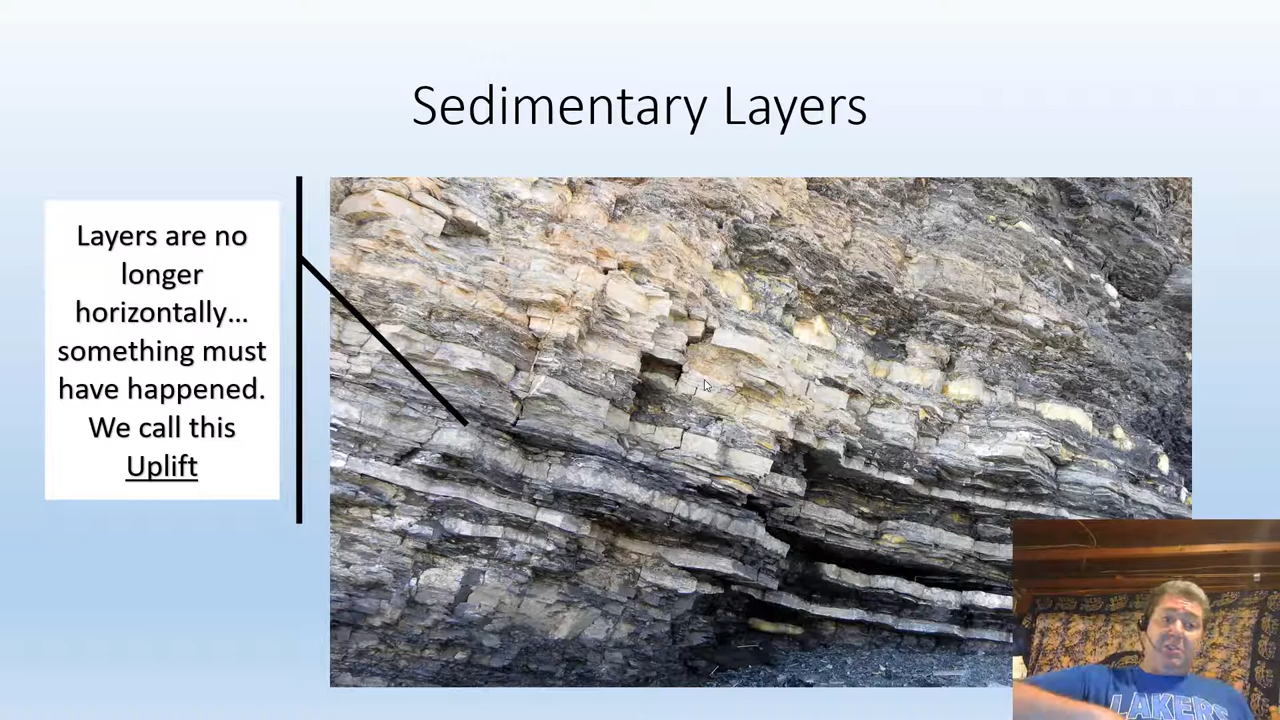 Sedimentary Layers
Layers are no
longer
horizontally...
something must
have happened.
We call this
Uplift
LAKERS